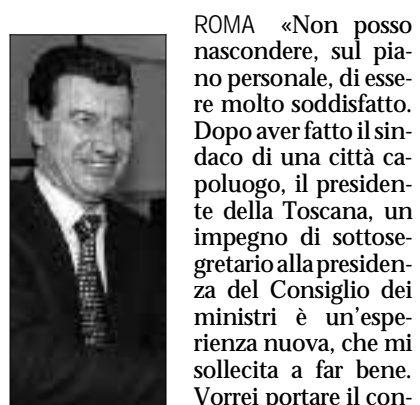 ROMA «Non posso
nascondere, sul pia-
no personale, di esse-
re molto soddisfatto.
Dopo aver fatto il sin-
daco di una città ca-
poluogo, il presiden-
te della Toscana, un
impegno di sottose-
gretario alla presiden-
za del Consiglio dei
ministri è un'espe-
rienza nuova, che mi
sollecita a far bene.
Vorrei portare il con-